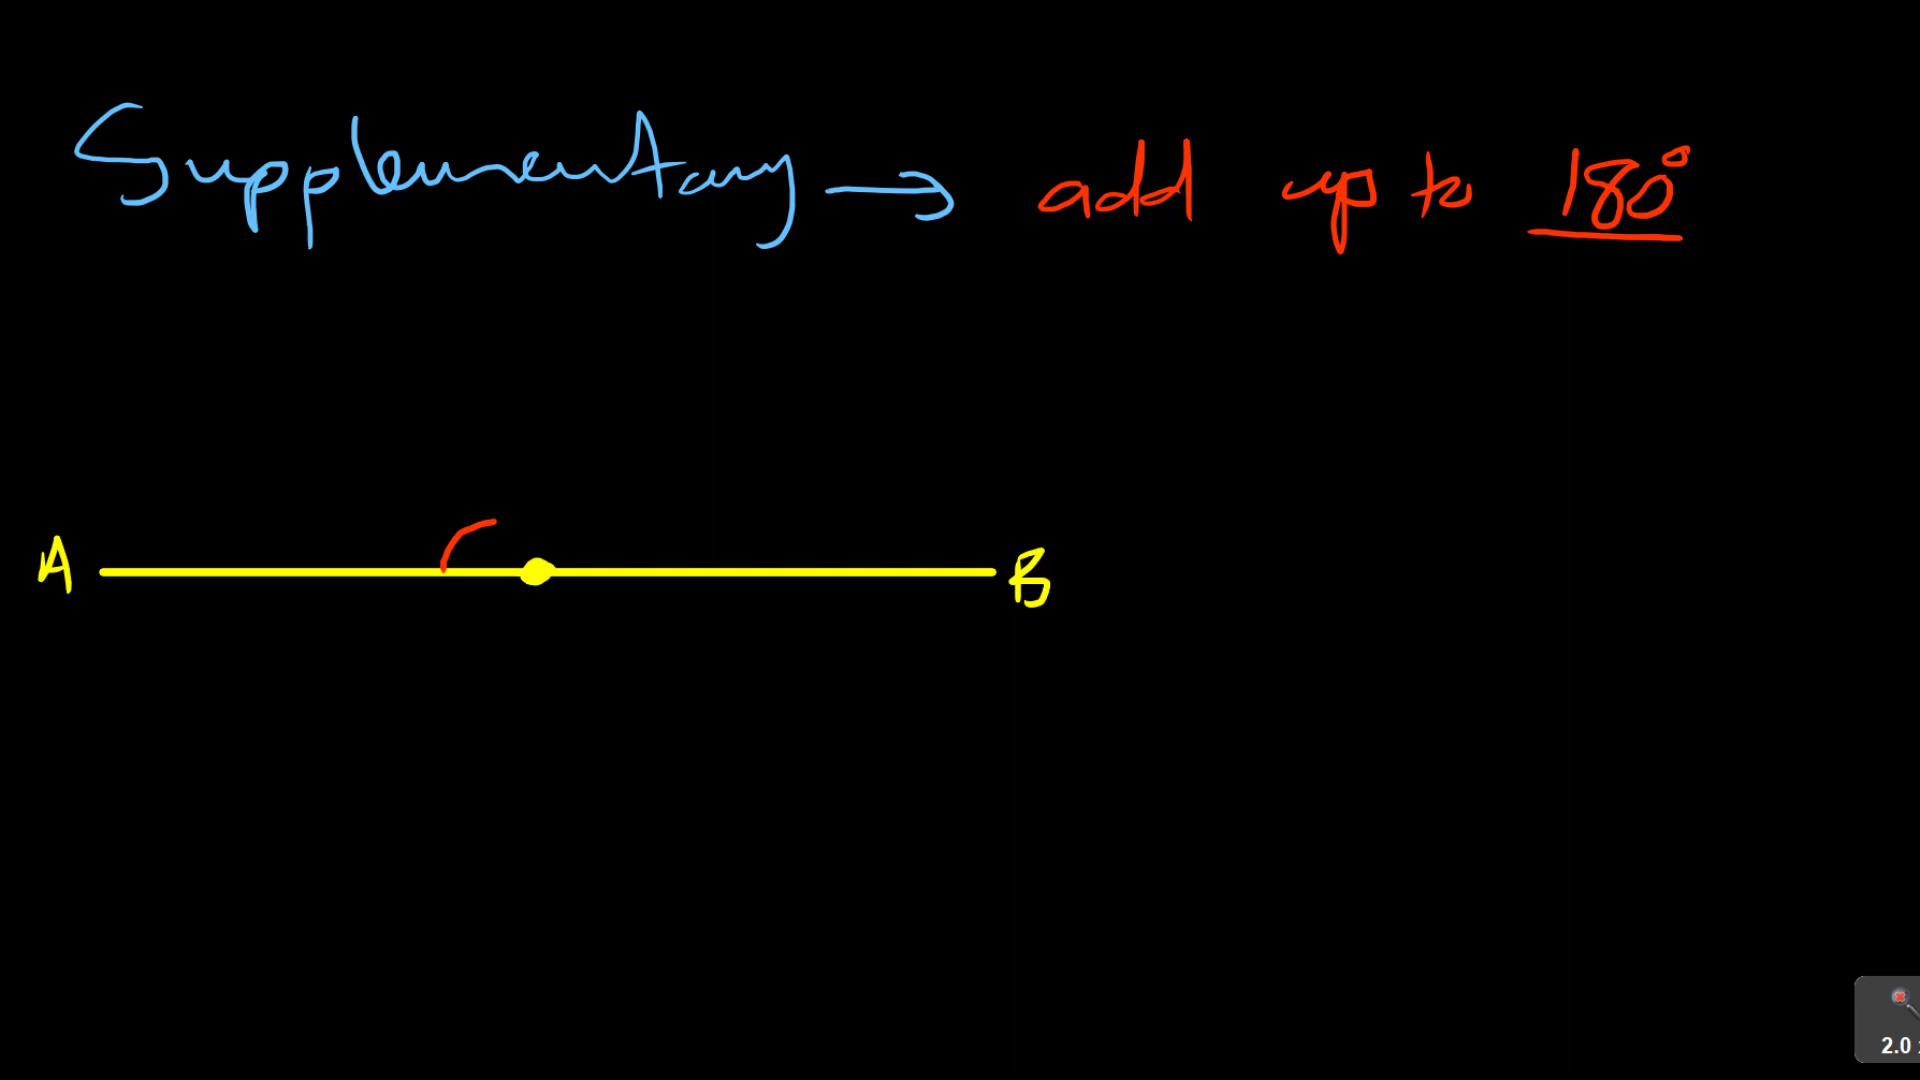 Supplementary → add up to 180°
A B
2.0